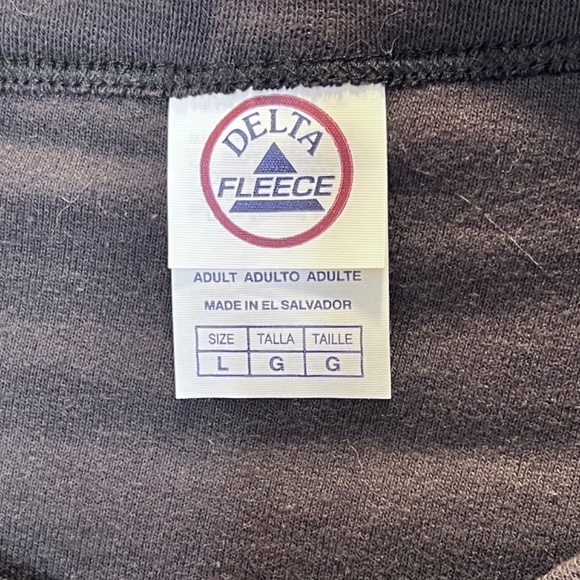 DELTA
FLEECE
ADULT ADULTO ADULTE
MADE IN EL SALVADOR
SIZE TALLA TAILLE
L G G